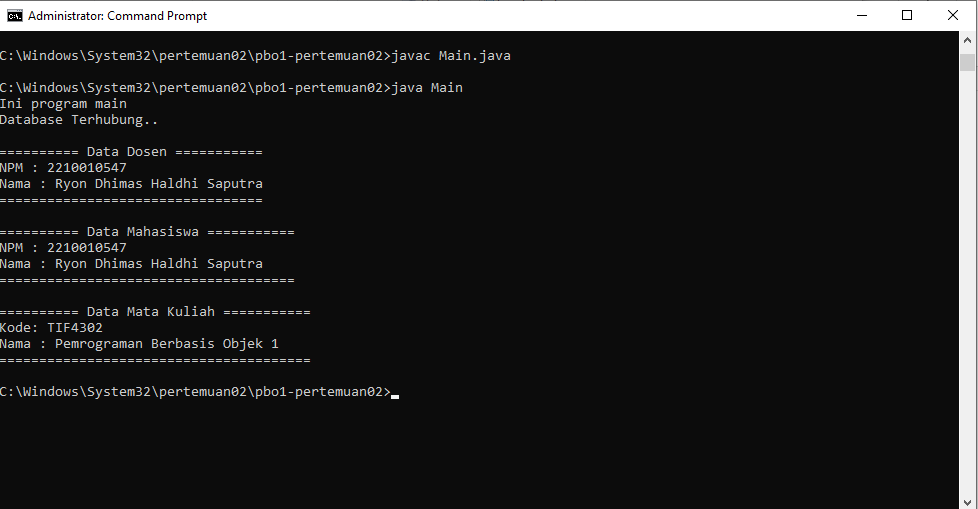 Administrator: Command Prompt
C:\Windows\System32\pertemuan02\pbo1-pertemuan02>javac Main.java
C:\Windows\System32\pertemuan02\pbo1-pertemuan02>java Main
Ini program main
Database Terhubung..
========== Data Dosen ===========
NPM : 2210010547
Nama : Ryon Dhimas Haldhi Saputra
=================================
========== Data Mahasiswa ===========
NPM : 2210010547
Nama : Ryon Dhimas Haldhi Saputra
=====================================
========== Data Mata Kuliah ===========
Kode: TIF4302
Nama : Pemrograman Berbasis Objek 1
=======================================
C:\Windows\System32\pertemuan02\pbo1-pertemuan02>